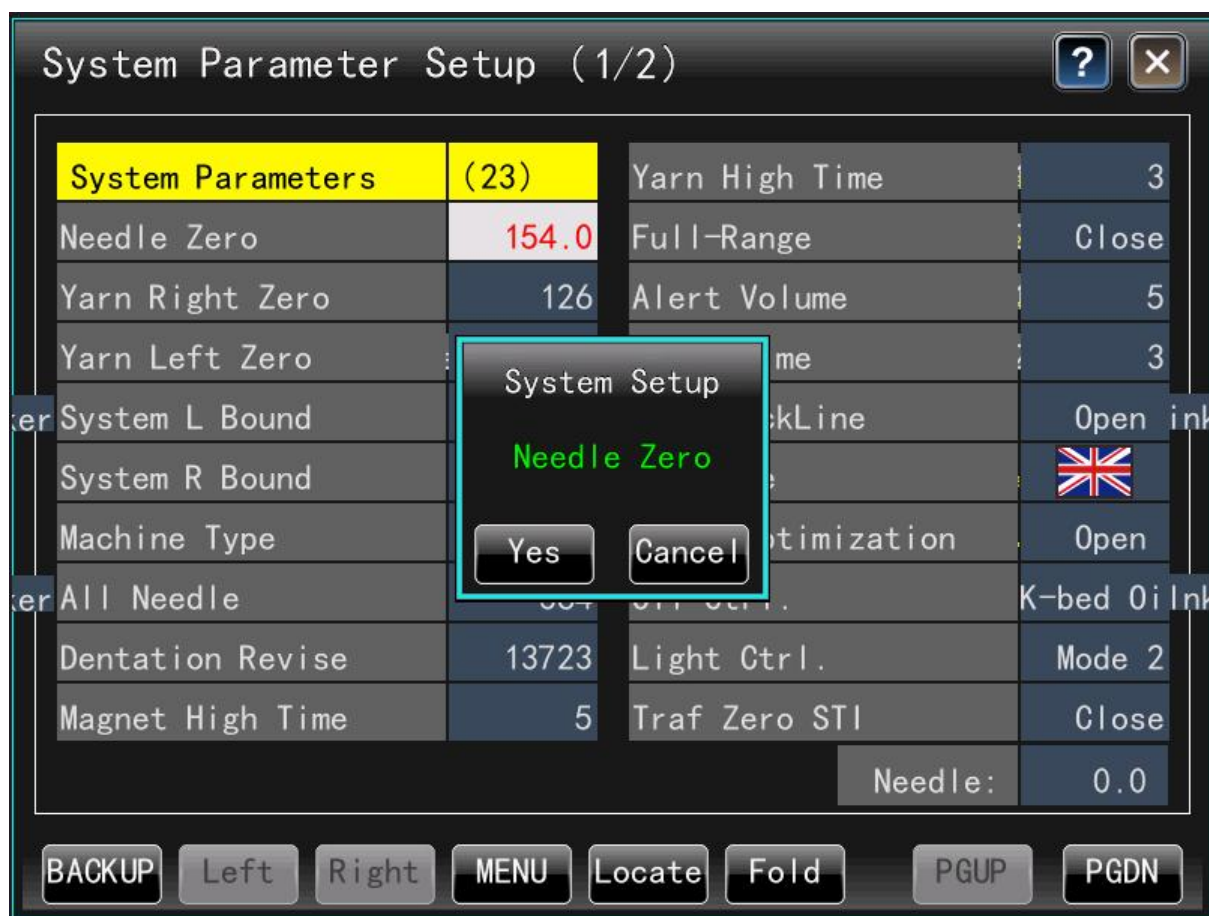 System Parameter Setup (1/2)
?
×
System Parameters (23)
Needle Zero 154.0
Yarn Right Zero 126
Yarn Left Zero
System L Bound
System R Bound
Machine Type
All Needle
Dentation Revise 13723
Magnet High Time 5
Yarn High Time 3
Full-Range Close
Alert Volume 5
me 3
kLine Open
timization Open
K-bed Oi
Light Ctrl. Mode 2
Traf Zero STI Close
Needle: 0.0
System Setup
Needle Zero
Yes Cancel
BACKUP Left Right MENU Locate Fold PGUP PGDN